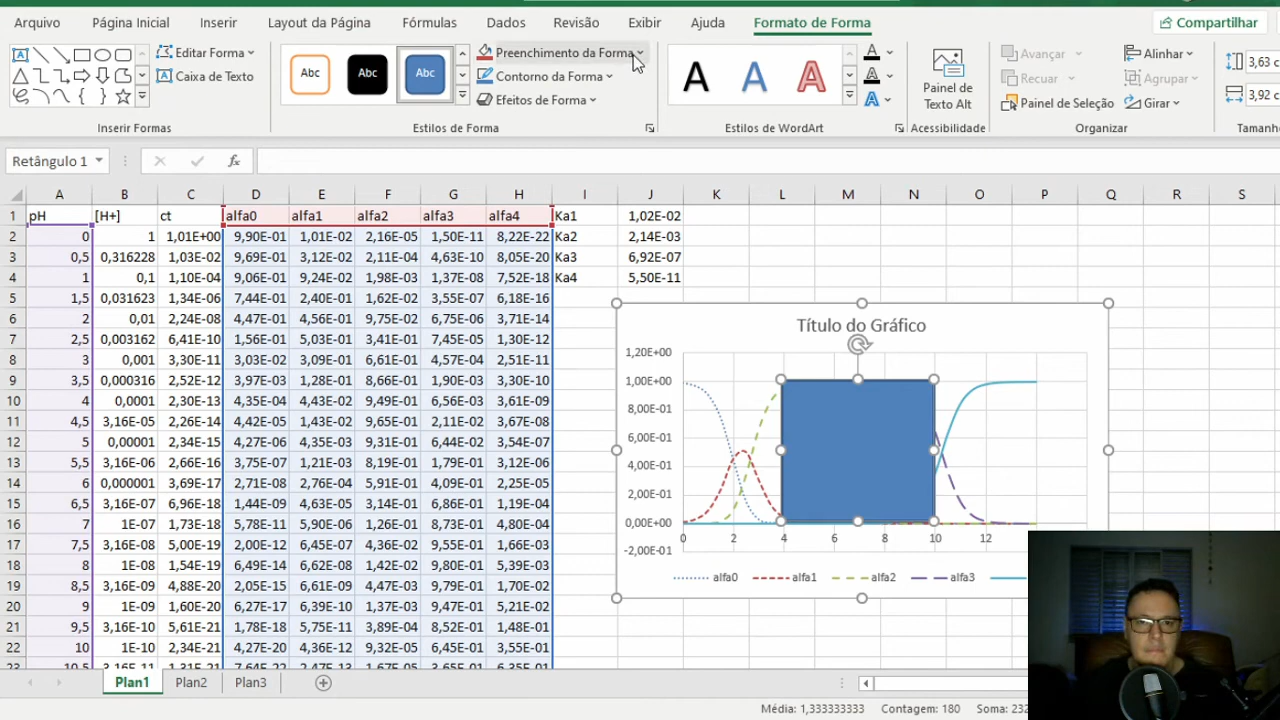 Arquivo Página Inicial Inserir Layout da Página Fórmulas Dados Revisão Exibir Ajuda Formato de Forma Compartilhar
Editar Forma
Caixa de Texto
Inserir Formas
Abc Abc Abc
Preenchimento da Forma
Contorno da Forma
Efeitos de Forma
Estilos de Forma
A A A
Estilos de WordArt
Painel de
Texto Alt
Acessibilidade
Avançar
Recuar
Painel de Seleção
Alinhar
Agrupar
Girar
Organizar
3,63 c
3,92 c
Tamanho
Retângulo 1 fx
A B C D E F G H I J K L M N O P Q R S
1 pH [H+] ct alfa0 alfa1 alfa2 alfa3 alfa4 Ka1 1,02E-02
2 0 1 1,01E+00 9,90E-01 1,01E-02 2,16E-05 1,50E-11 8,22E-22 Ka2 2,14E-03
3 0,5 0,316228 1,03E-02 9,69E-01 3,12E-02 2,11E-04 4,63E-10 8,05E-20 Ka3 6,92E-07
4 1 0,1 1,10E-04 9,06E-01 9,24E-02 1,98E-03 1,37E-08 7,52E-18 Ka4 5,50E-11
5 1,5 0,031623 1,34E-06 7,44E-01 2,40E-01 1,62E-02 3,55E-07 6,18E-16
6 2 0,01 2,24E-08 4,47E-01 4,56E-01 9,75E-02 6,75E-06 3,71E-14
7 2,5 0,003162 6,41E-10 1,56E-01 5,03E-01 3,41E-01 7,45E-05 1,30E-12
8 3 0,001 3,30E-11 3,03E-02 3,09E-01 6,61E-01 4,57E-04 2,51E-11
9 3,5 0,000316 2,52E-12 3,97E-03 1,28E-01 8,66E-01 1,90E-03 3,30E-10
10 4 0,0001 2,30E-13 4,35E-04 4,43E-02 9,49E-01 6,56E-03 3,61E-09
11 4,5 3,16E-05 2,26E-14 4,42E-05 1,43E-02 9,65E-01 2,11E-02 3,67E-08
12 5 0,00001 2,34E-15 4,27E-06 4,35E-03 9,31E-01 6,44E-02 3,54E-07
13 5,5 3,16E-06 2,66E-16 3,75E-07 1,21E-03 8,19E-01 1,79E-01 3,12E-06
14 6 0,000001 3,69E-17 2,71E-08 2,76E-04 5,91E-01 4,09E-01 2,25E-05
15 6,5 3,16E-07 6,96E-18 1,44E-09 4,63E-05 3,14E-01 6,86E-01 1,19E-04
16 7 1E-07 1,73E-18 5,78E-11 5,90E-06 1,26E-01 8,73E-01 4,80E-04
17 7,5 3,16E-08 5,00E-19 2,00E-12 6,45E-07 4,36E-02 9,55E-01 1,66E-03
18 8 1E-08 1,54E-19 6,49E-14 6,62E-08 1,42E-02 9,80E-01 5,39E-03
19 8,5 3,16E-09 4,88E-20 2,05E-15 6,61E-09 4,47E-03 9,79E-01 1,70E-02
20 9 1E-09 1,60E-20 6,27E-17 6,39E-10 1,37E-03 9,47E-01 5,21E-02
21 9,5 3,16E-10 5,61E-21 1,78E-18 5,75E-11 3,89E-04 8,52E-01 1,48E-01
22 10 1E-10 2,34E-21 4,27E-20 4,36E-12 9,32E-05 6,45E-01 3,55E-01
Título do Gráfico
1,20E+00
1,00E+00
8,00E-01
6,00E-01
4,00E-01
2,00E-01
0,00E+00
-2,00E-01
0 2 4 6 8 10 12
alfa0 alfa1 alfa2 alfa3
Plan1 Plan2 Plan3
Média: 1,333333333 Contagem: 180 Soma: 232